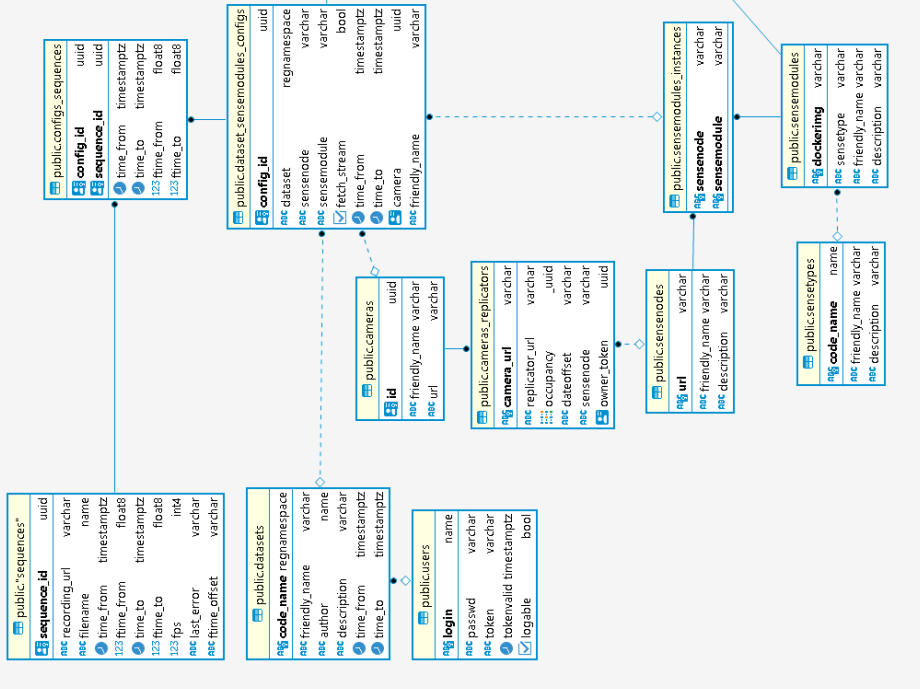 public.configs_sequences
config_id uuid
sequence_id uuid
time_from timestamptz
time_to timestamptz
ftime_from float8
ftime_to float8
public.dataset_sensemodules_configs
config_id uuid
dataset regnamespace
sensenode varchar
sensemodule varchar
fetch_stream bool
time_from timestamptz
time_to timestamptz
camera uuid
friendly_name varchar
public.sensemodules_instances
sensenode varchar
sensemodule varchar
public.sensemodules
dockerimg varchar
sensetype varchar
friendly_name varchar
description varchar
public.cameras
id uuid
friendly_name varchar
url varchar
public.cameras_replicators
camera_url varchar
replicator_url varchar
occupancy _uuid
dateoffset varchar
sensenode varchar
owner_token uuid
public.sensenodes
url varchar
friendly_name varchar
description varchar
public.sensetypes
code_name name
friendly_name varchar
description varchar
public."sequences"
sequence_id uuid
recording_url varchar
filename name
time_from timestamptz
ftime_from float8
time_to timestamptz
ftime_to float8
fps int4
last_error varchar
ftime_offset varchar
public.datasets
code_name regnamespace
friendly_name varchar
author name
description varchar
time_from timestamptz
time_to timestamptz
public.users
login name
passwd varchar
token varchar
tokenvalid timestamptz
logable bool